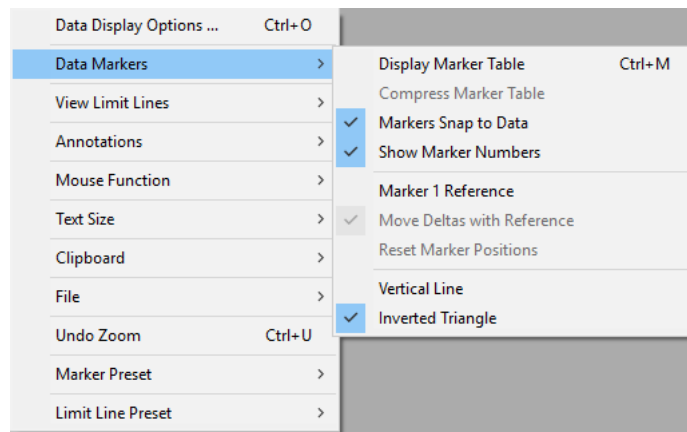 Data Display Options ... Ctrl+O
Data Markers
View Limit Lines
Annotations
Mouse Function
Text Size
Clipboard
File
Undo Zoom Ctrl+U
Marker Preset
Limit Line Preset
Display Marker Table Ctrl+M
Compress Marker Table
Markers Snap to Data
Show Marker Numbers
Marker 1 Reference
Move Deltas with Reference
Reset Marker Positions
Vertical Line
Inverted Triangle